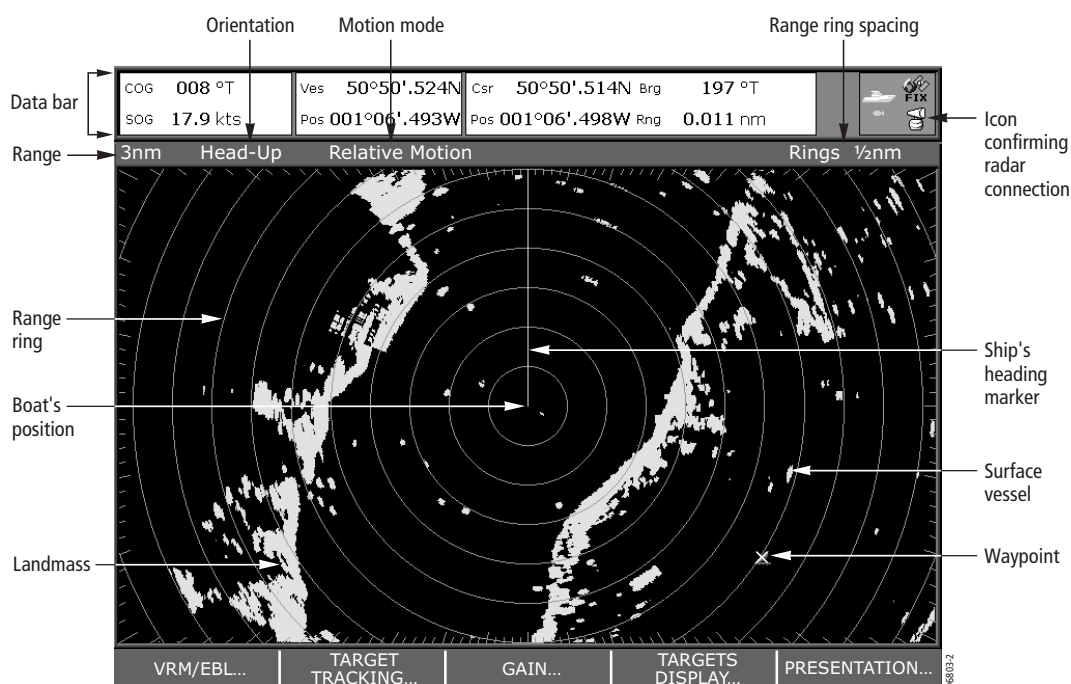 Orientation Motion mode Range ring spacing
Data bar
COG 008 °T Ves 50°50'.524N Csr 50°50'.514N Brg 197 °T
FIX
SOG 17.9 kts Pos 001°06'.493W Pos 001°06'.498W Rng 0.011 nm
Icon
confirming
radar
connection
Range
3nm Head-Up Relative Motion Rings ½nm
Range
ring
Ship's
heading
marker
Boat's
position
Surface
vessel
Landmass
Waypoint
VRM/EBL... TARGET TRACKING... GAIN... TARGETS DISPLAY... PRESENTATION...
6803-2